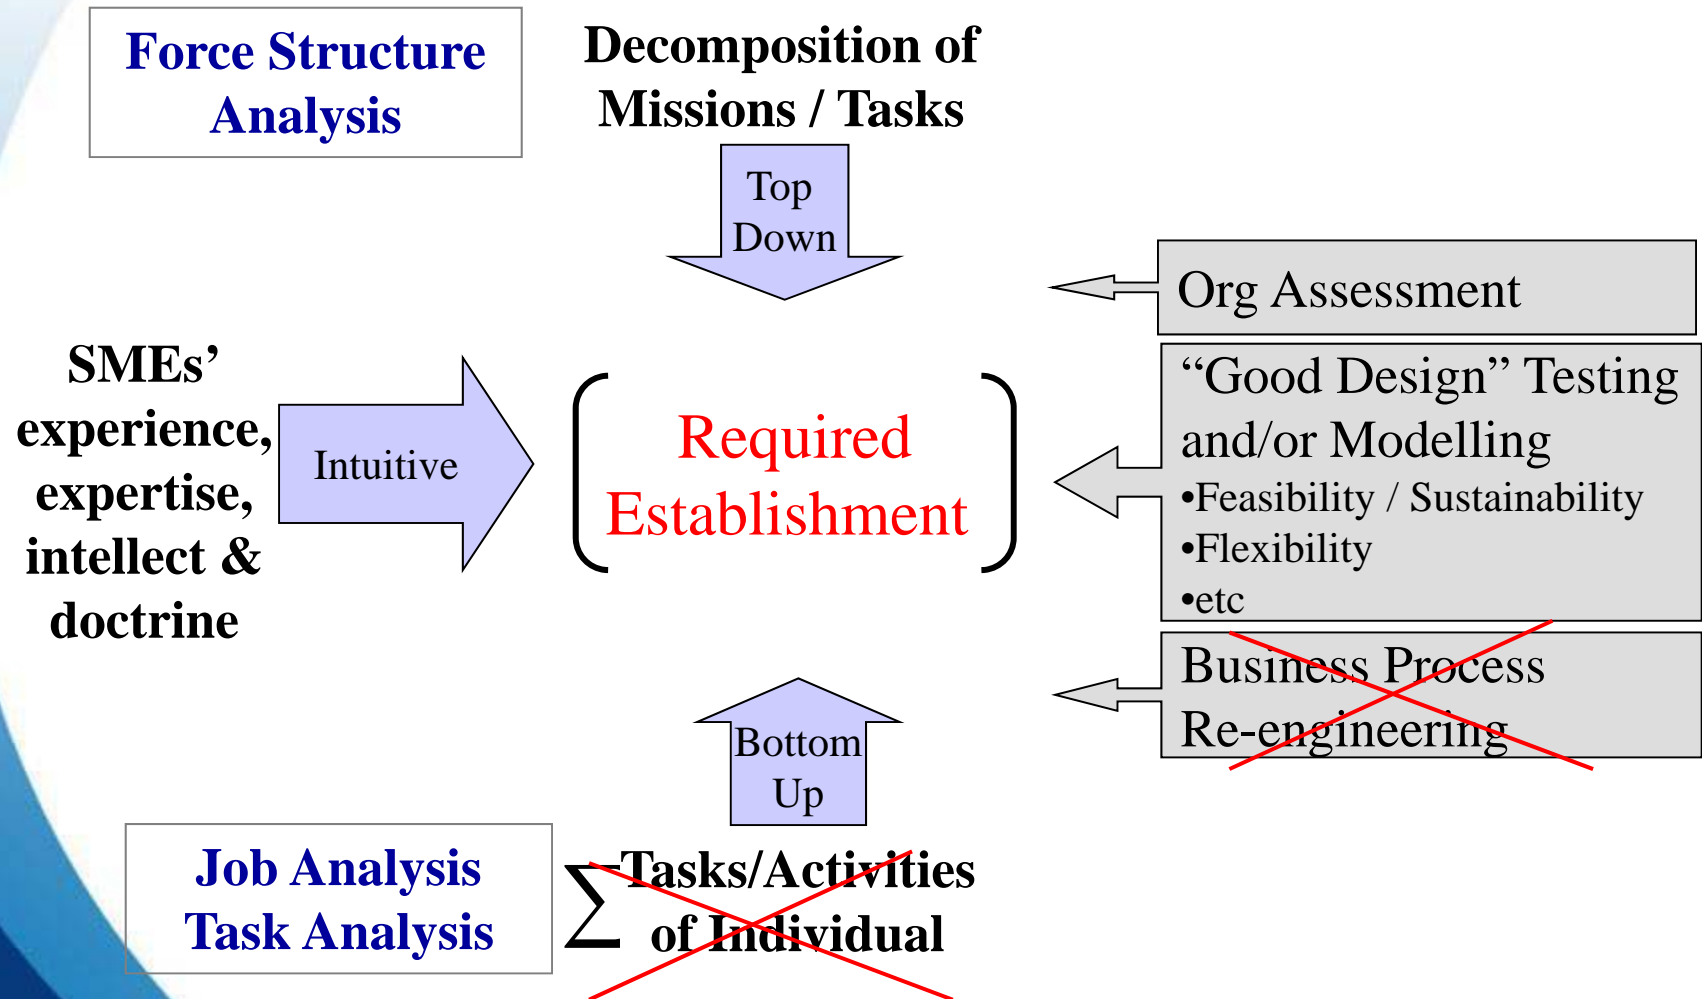 Force Structure
Analysis
Decomposition of
Missions / Tasks
Top
Down
Org Assessment
SMEs’
experience,
expertise,
intellect &
doctrine
Intuitive
Required
Establishment
“Good Design” Testing
and/or Modelling
•Feasibility / Sustainability
•Flexibility
•etc
Business Process
Re-engineering
Bottom
Up
Job Analysis
Task Analysis
∑ Tasks/Activities
of Individual